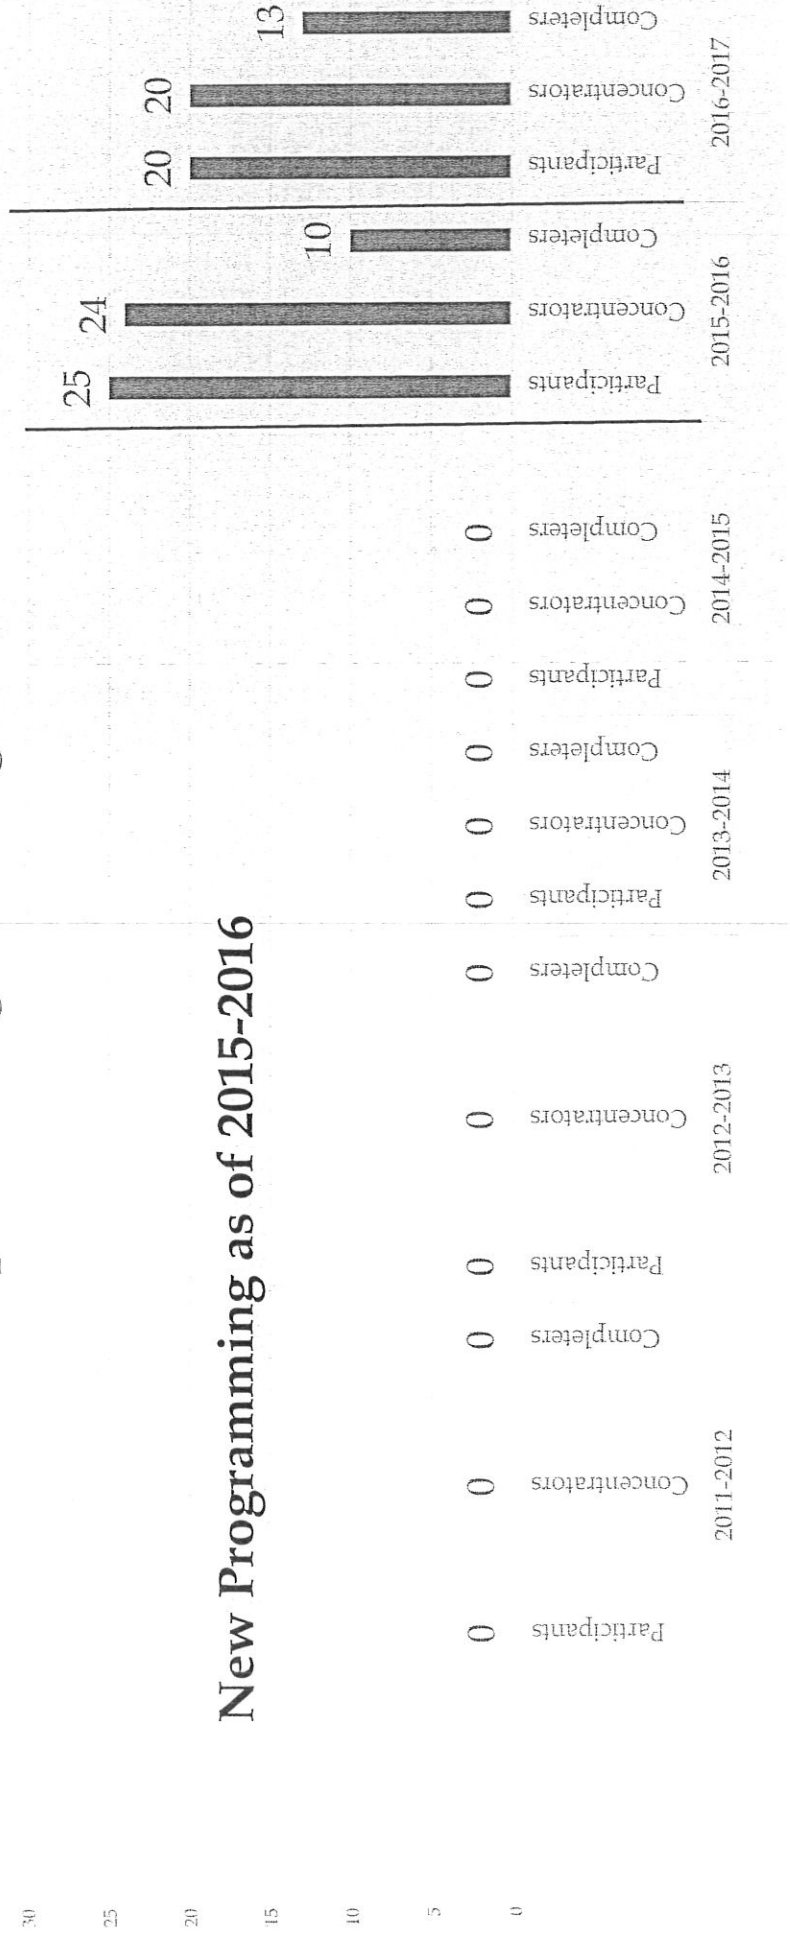 30
25
20
15
10
5
0
New Programming as of 2015-2016
0 0 0 0 0 0 0 0 0 0 0 0 25 24 10 20 20 13
Participants Concentrators Completers Participants Concentrators Completers Participants Concentrators Completers Participants Concentrators Completers Participants Concentrators Completers Participants Concentrators Completers
2011-2012 2012-2013 2013-2014 2014-2015 2015-2016 2016-2017